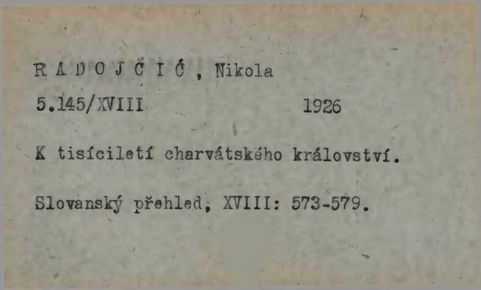 R A D O J Č I Ć , Nikola
5.145/XVIII 1926
K tisíciletí charvátského království.
Slovanský přehled, XVIII: 573-579.